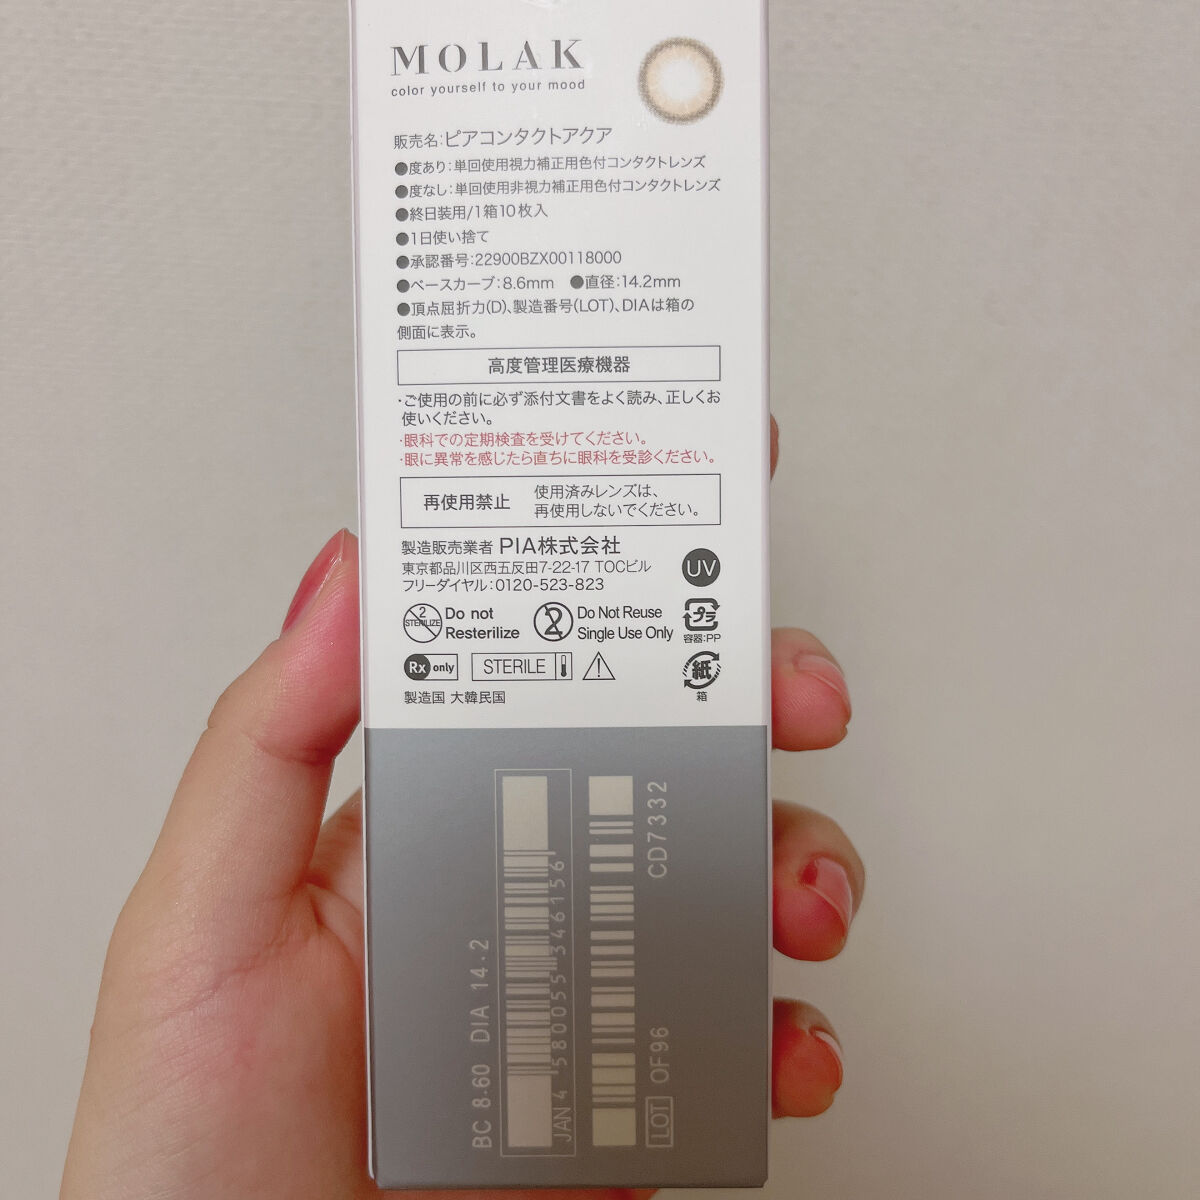 MOLAK
color yourself to your mood
販売名:ピアコンタクトアクア
●度あり:単回使用視力補正用色付コンタクトレンズ
●度なし:単回使用非視力補正用色付コンタクトレンズ
●終日装用/1箱10枚入
●1日使い捨て
●承認番号:22900BZX00118000
●ベースカーブ:8.6mm ●直径:14.2mm
●頂点屈折力(D)、製造番号(LOT)、DIAは箱の
側面に表示。
高度管理医療機器
・ご使用の前に必ず添付文書をよく読み、正しくお
使いください。
・眼科での定期検査を受けてください。
・眼に異常を感じたら直ちに眼科を受診ください。
再使用禁止
使用済みレンズは、
再使用しないでください。
製造販売業者 PIA株式会社
東京都品川区西五反田7-22-17 TOCビル
フリーダイヤル:0120-523-823
UV
2
STERILIZE
Do not
Resterilize
2
Do Not Reuse
Single Use Only
プラ
容器:PP
Rx only
STERILE
紙
箱
製造国 大韓民国
BC 8.60 DIA 14.2
JAN 4 580055 346156
CD7332
LOT OF96